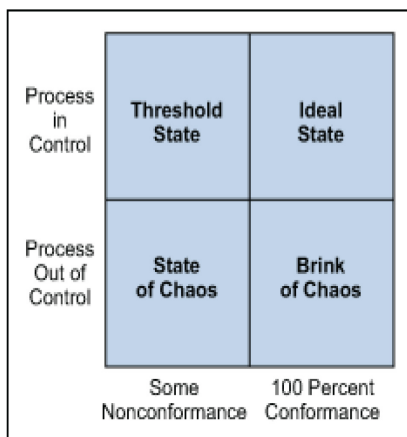 Process
in
Control
Threshold
State
Ideal
State
Process
Out of
Control
State
of Chaos
Brink
of Chaos
Some
Nonconformance
100 Percent
Conformance